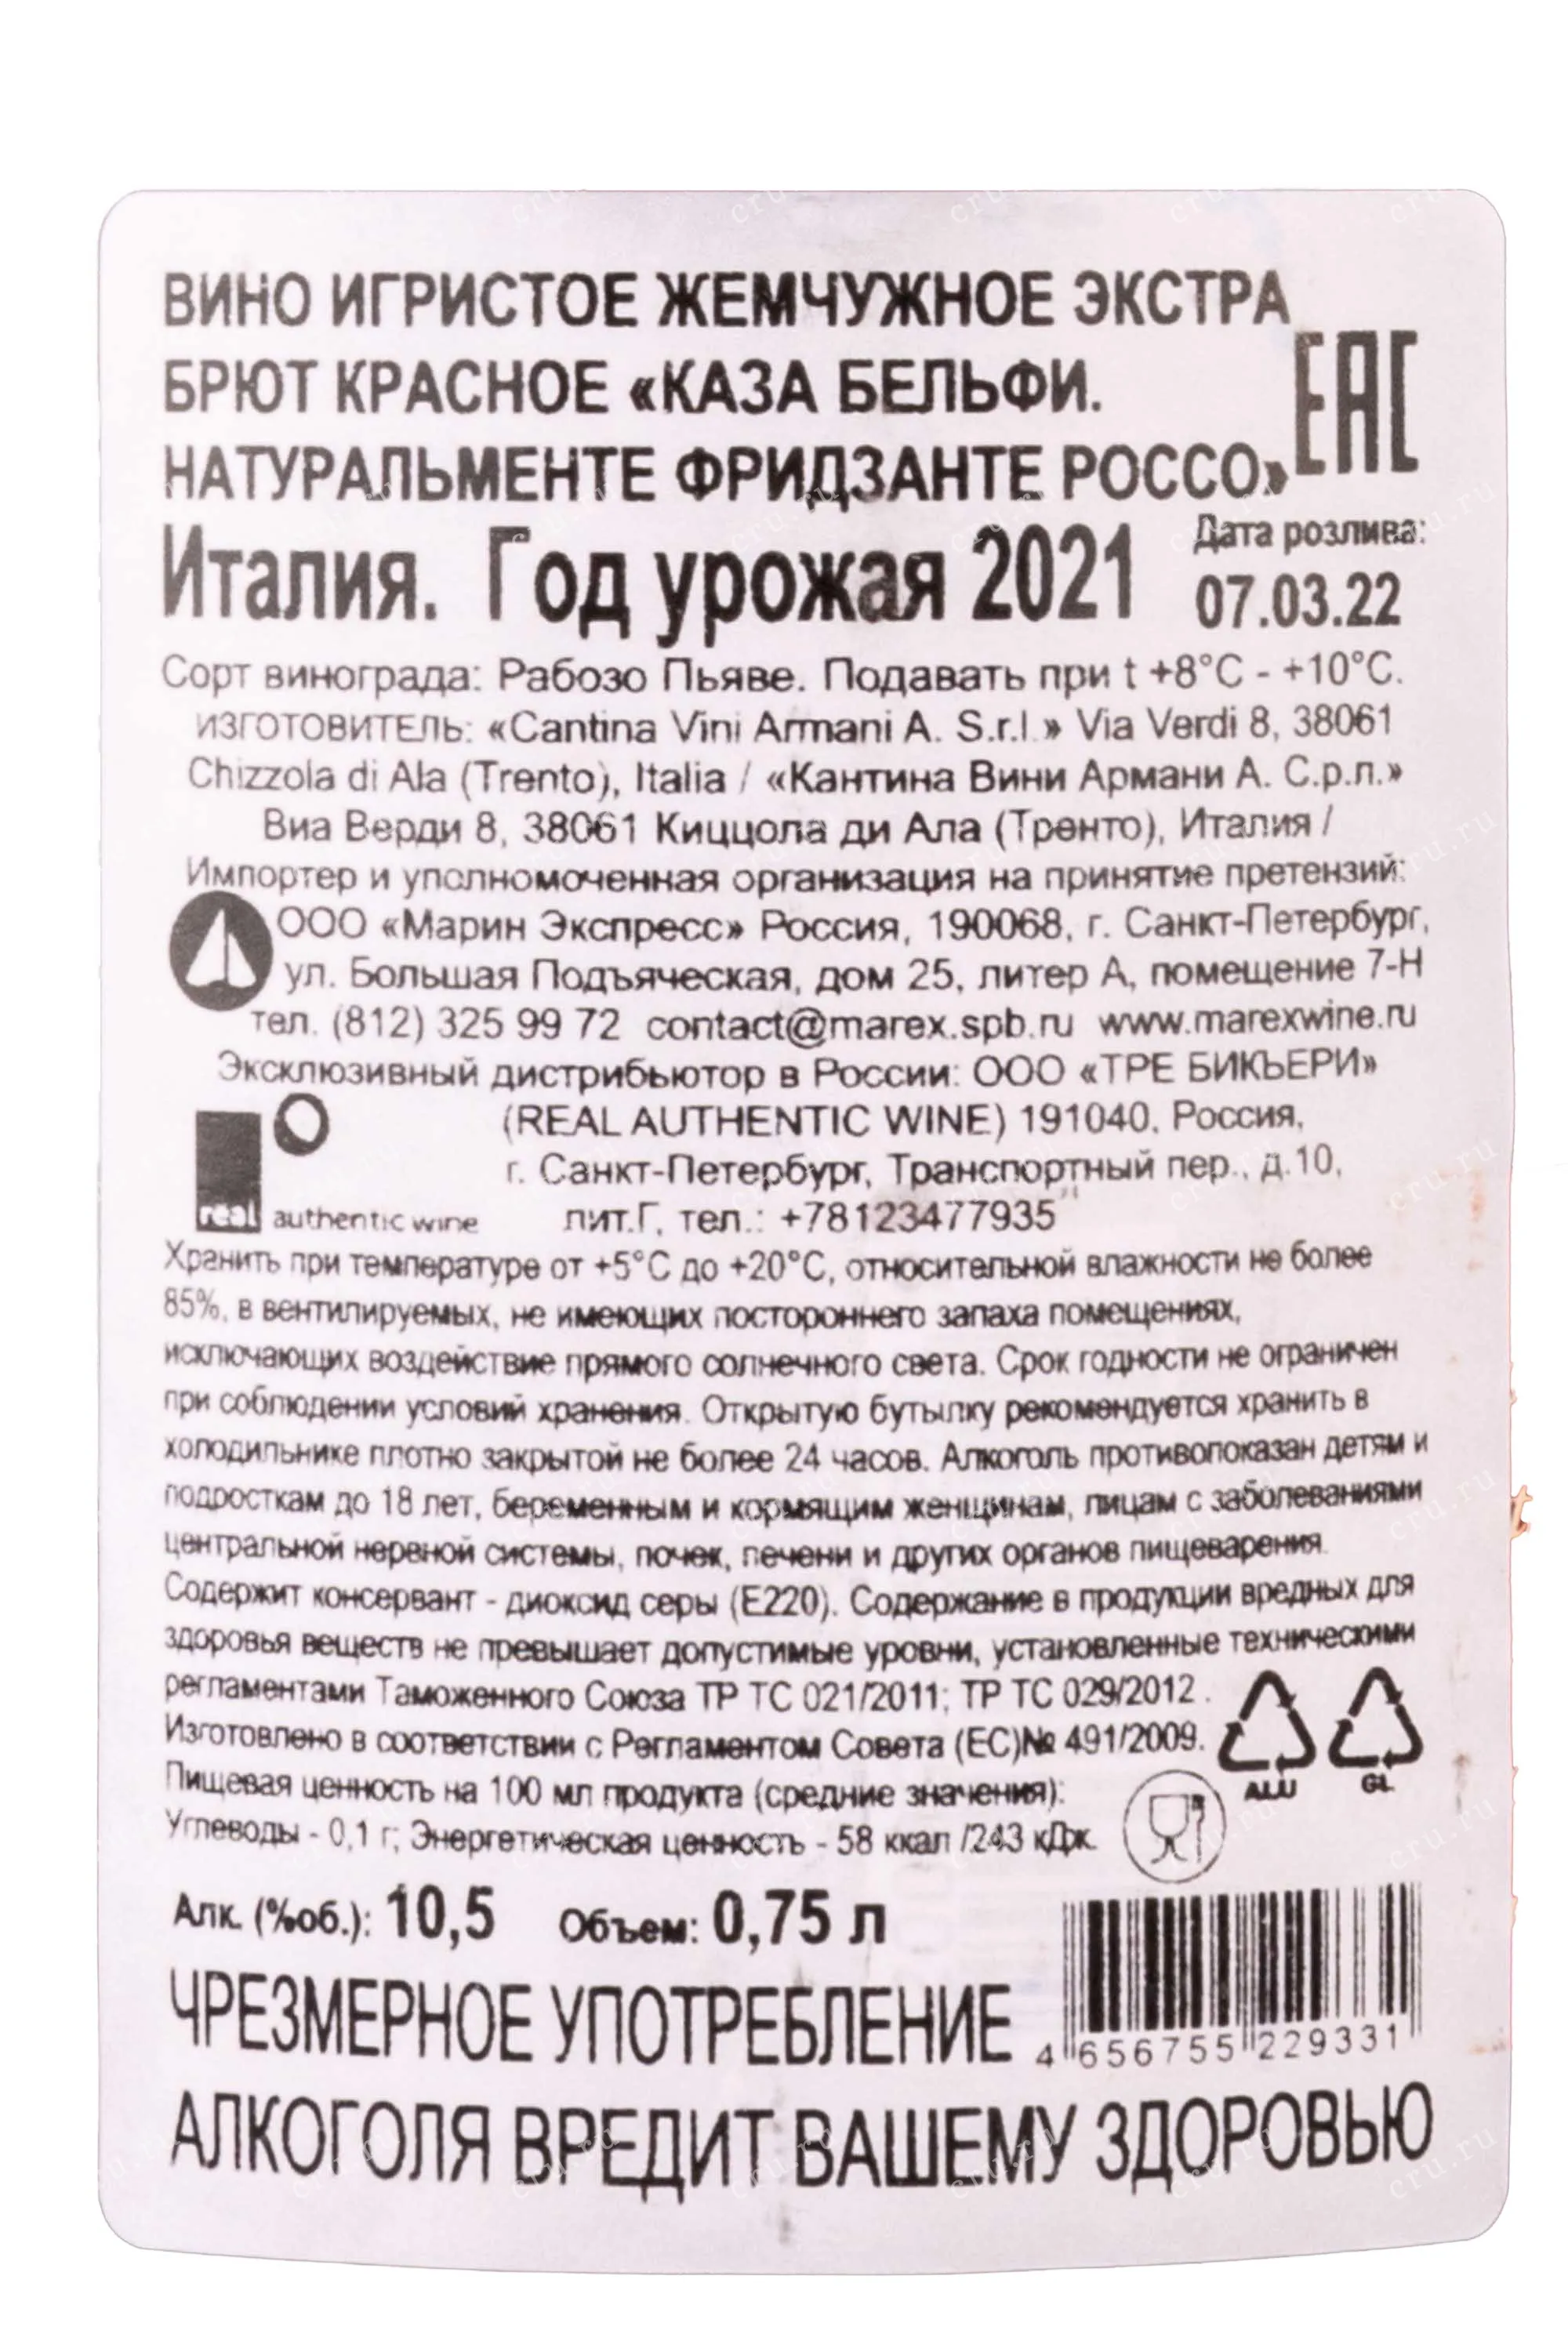 ВИНО ИГРИСТОЕ ЖЕМЧУЖНОЕ ЭКСТРА
БРЮТ КРАСНОЕ «КАЗА БЕЛЬФИ.
НАТУРАЛЬМЕНТЕ ФРИДЗАНТЕ РОССО»
EAC
Италия. Год урожая 2021
Дата розлива:
07.03.22
Сорт винограда: Рабозо Пьяве. Подавать при t +8°C - +10°C.
ИЗГОТОВИТЕЛЬ: «Cantina Vini Armani A. S.r.l.» Via Verdi 8, 38061
Chizzola di Ala (Trento), Italia / «Кантина Вини Армани А. С.р.л.»
Виа Верди 8, 38061 Киццола ди Ала (Тренто), Италия /
Импортер и уполномоченная организация на принятие претензий:
ООО «Марин Экспресс» Россия, 190068, г. Санкт-Петербург,
ул. Большая Подъяческая, дом 25, литер А, помещение 7-Н
тел. (812) 325 99 72 contact@marex.spb.ru www.marexwine.ru
Эксклюзивный дистрибьютор в России: ООО «ТРЕ БИКЬЕРИ»
(REAL AUTHENTIC WINE) 191040, Россия,
г. Санкт-Петербург, Транспортный пер., д.10,
real authentic wine
лит.Г, тел.: +78123477935
Хранить при температуре от +5°C до +20°C, относительной влажности не более
85%, в вентилируемых, не имеющих постороннего запаха помещениях,
исключающих воздействие прямого солнечного света. Срок годности не ограничен
при соблюдении условий хранения. Открытую бутылку рекомендуется хранить в
холодильнике плотно закрытой не более 24 часов. Алкоголь противопоказан детям и
подросткам до 18 лет, беременным и кормящим женщинам, лицам с заболеваниями
центральной нервной системы, почек, печени и других органов пищеварения.
Содержит консервант - диоксид серы (E220). Содержание в продукции вредных для
здоровья веществ не превышает допустимые уровни, установленные техническими
регламентами Таможенного Союза ТР ТС 021/2011; ТР ТС 029/2012.
Изготовлено в соответствии с Регламентом Совета (ЕС)№ 491/2009.
ALU
GL
Пищевая ценность на 100 мл продукта (средние значения):
Углеводы - 0,1 г; Энергетическая ценность - 58 ккал /243 кДж.
Алк. (%об.): 10,5 Объем: 0,75 л
4 656755 229331
ЧРЕЗМЕРНОЕ УПОТРЕБЛЕНИЕ
АЛКОГОЛЯ ВРЕДИТ ВАШЕМУ ЗДОРОВЬЮ
cru.ru